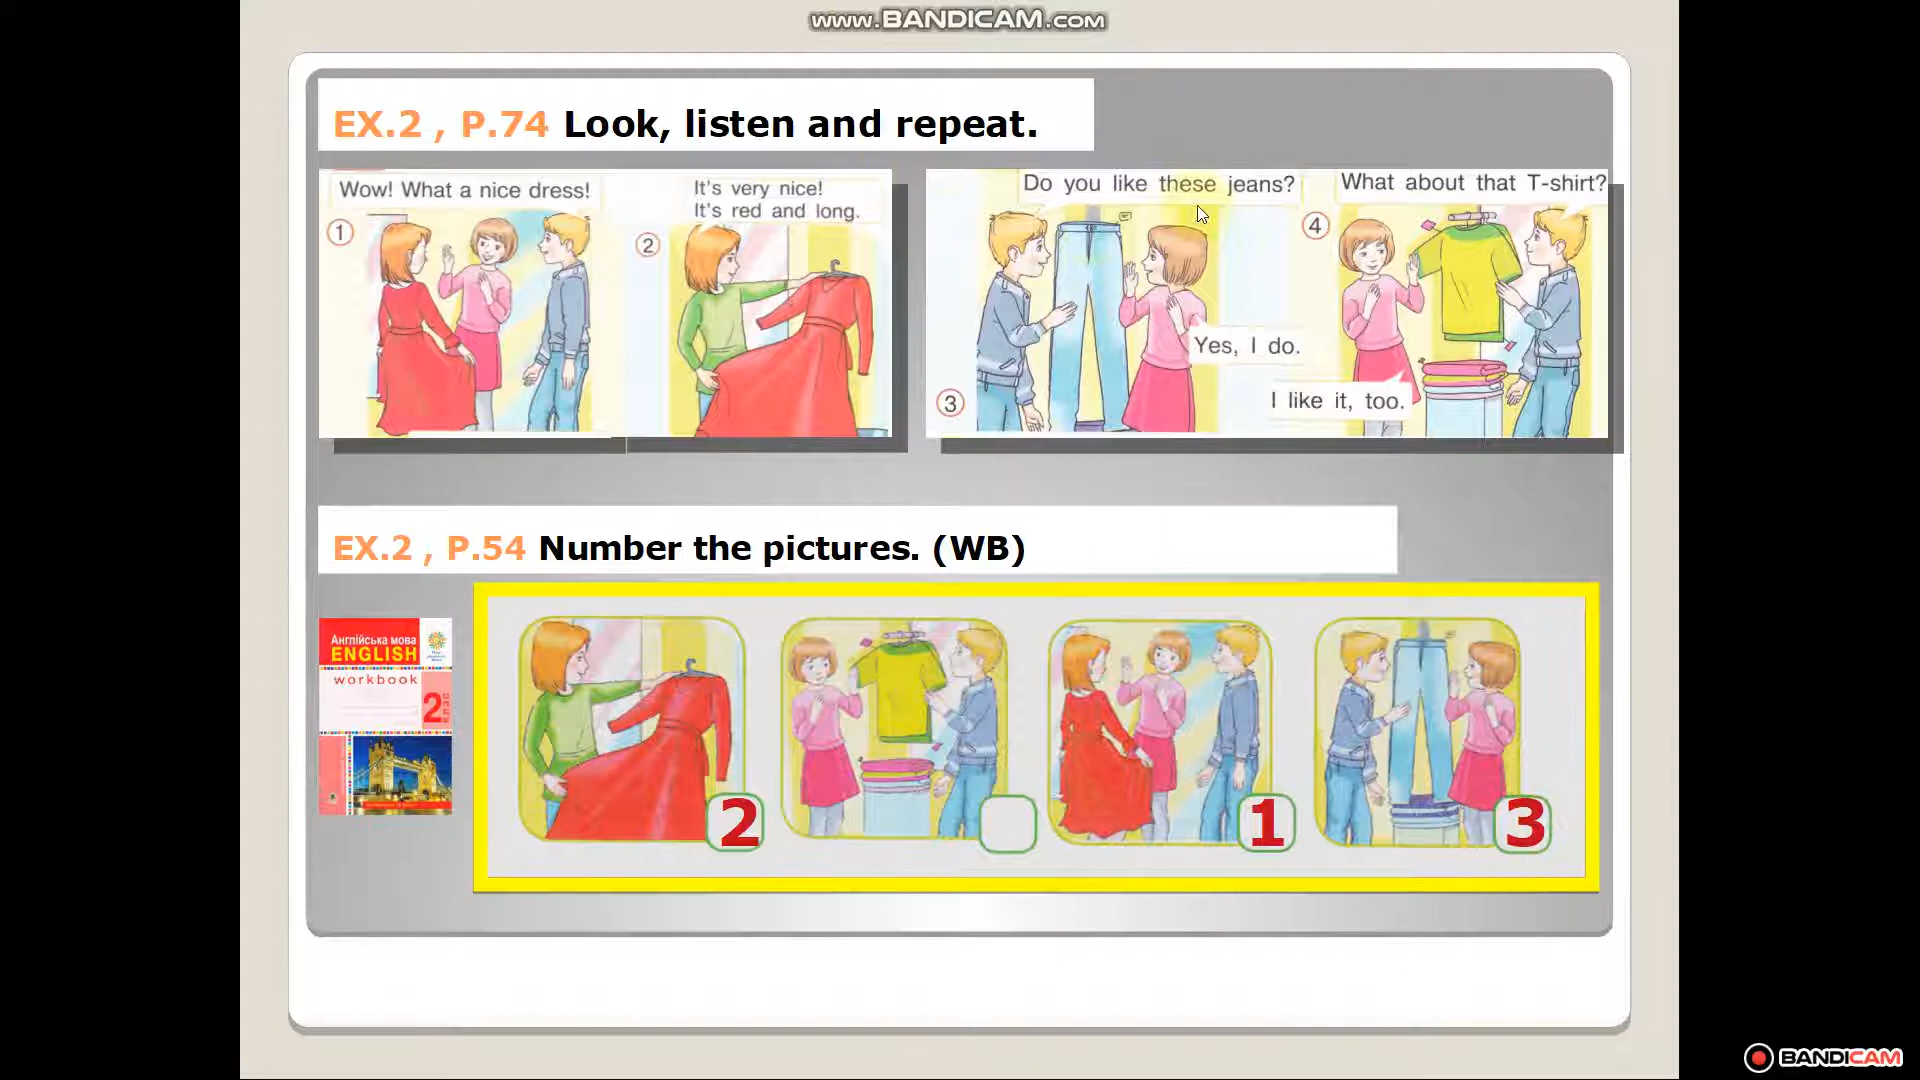 www.BANDICAM.com
EX.2 , P.74 Look, listen and repeat.
Wow! What a nice dress!
1
It's very nice!
It's red and long.
2
Do you like these jeans?
Yes, I do.
3
What about that T-shirt?
4
I like it, too.
EX.2 , P.54 Number the pictures. (WB)
Англійська мова
ENGLISH
workbook
2
клас
2
1
3
BANDICAM